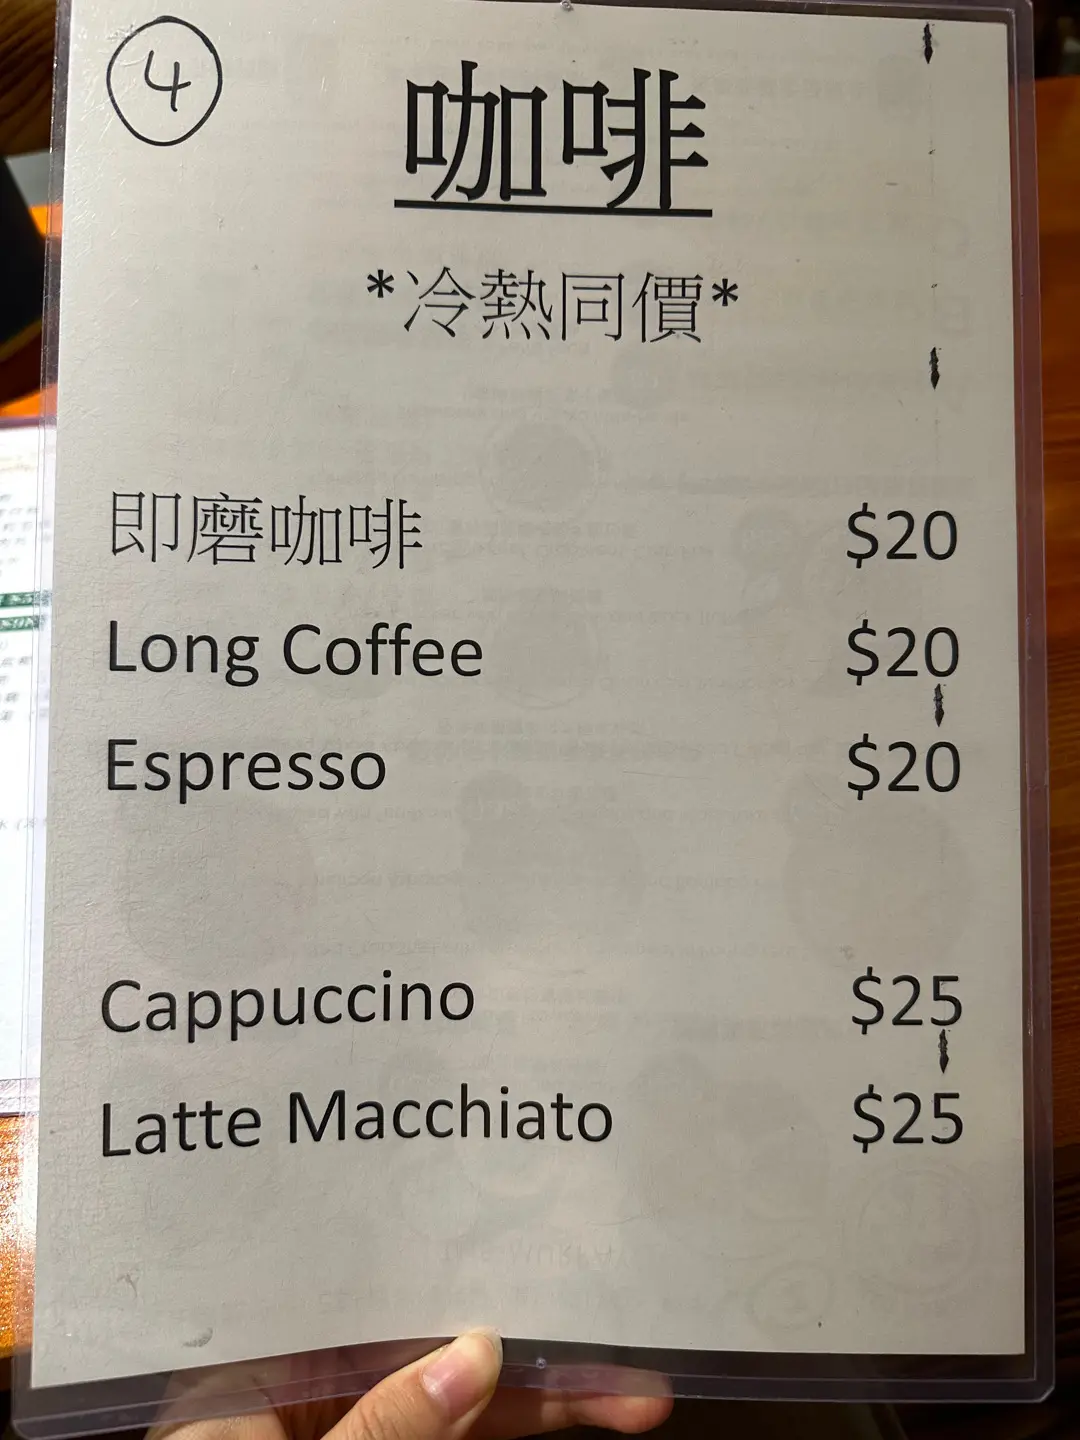 4
咖啡
*冷熱同價*
即磨咖啡 $20
Long Coffee $20
Espresso $20
Cappuccino $25
Latte Macchiato $25